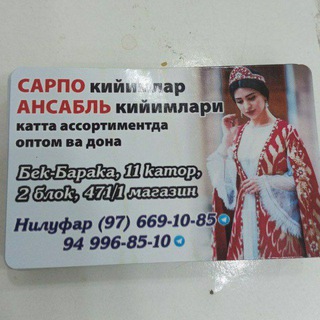 САРПО кийимлар
АНСАБЛЬ кийимлари
катта ассортиментда
оптом ва дона
Бек-Барака, 11 катор,
2 блок, 471/1 магазин
Нилуфар (97) 669-10-85
94 996-85-10